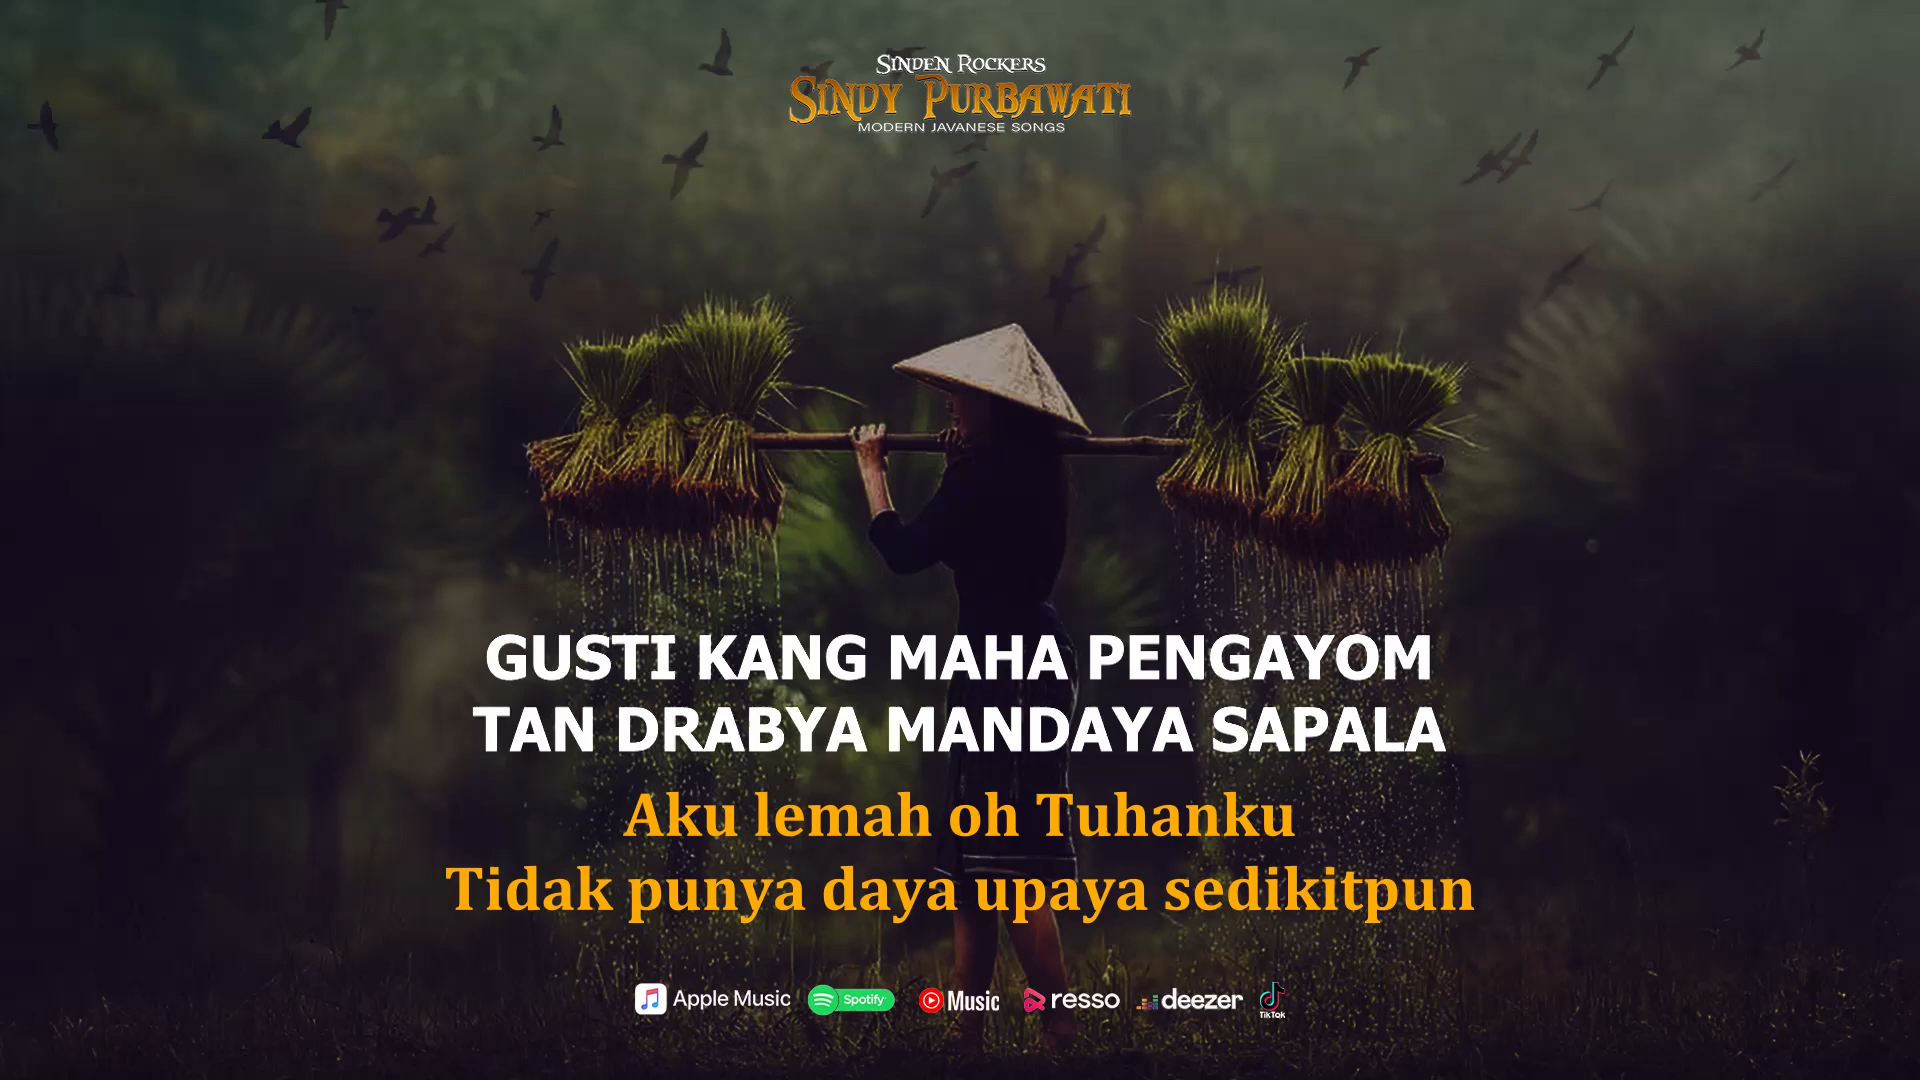 SINDEN ROCKERS
SINDY PURBAWATI
MODERN JAVANESE SONGS
GUSTI KANG MAHA PENGAYOM
TAN DRABYA MANDAYA SAPALA
Aku lemah oh Tuhanku
Tidak punya daya upaya sedikitpun
Apple Music Spotify Music resso deezer TikTok